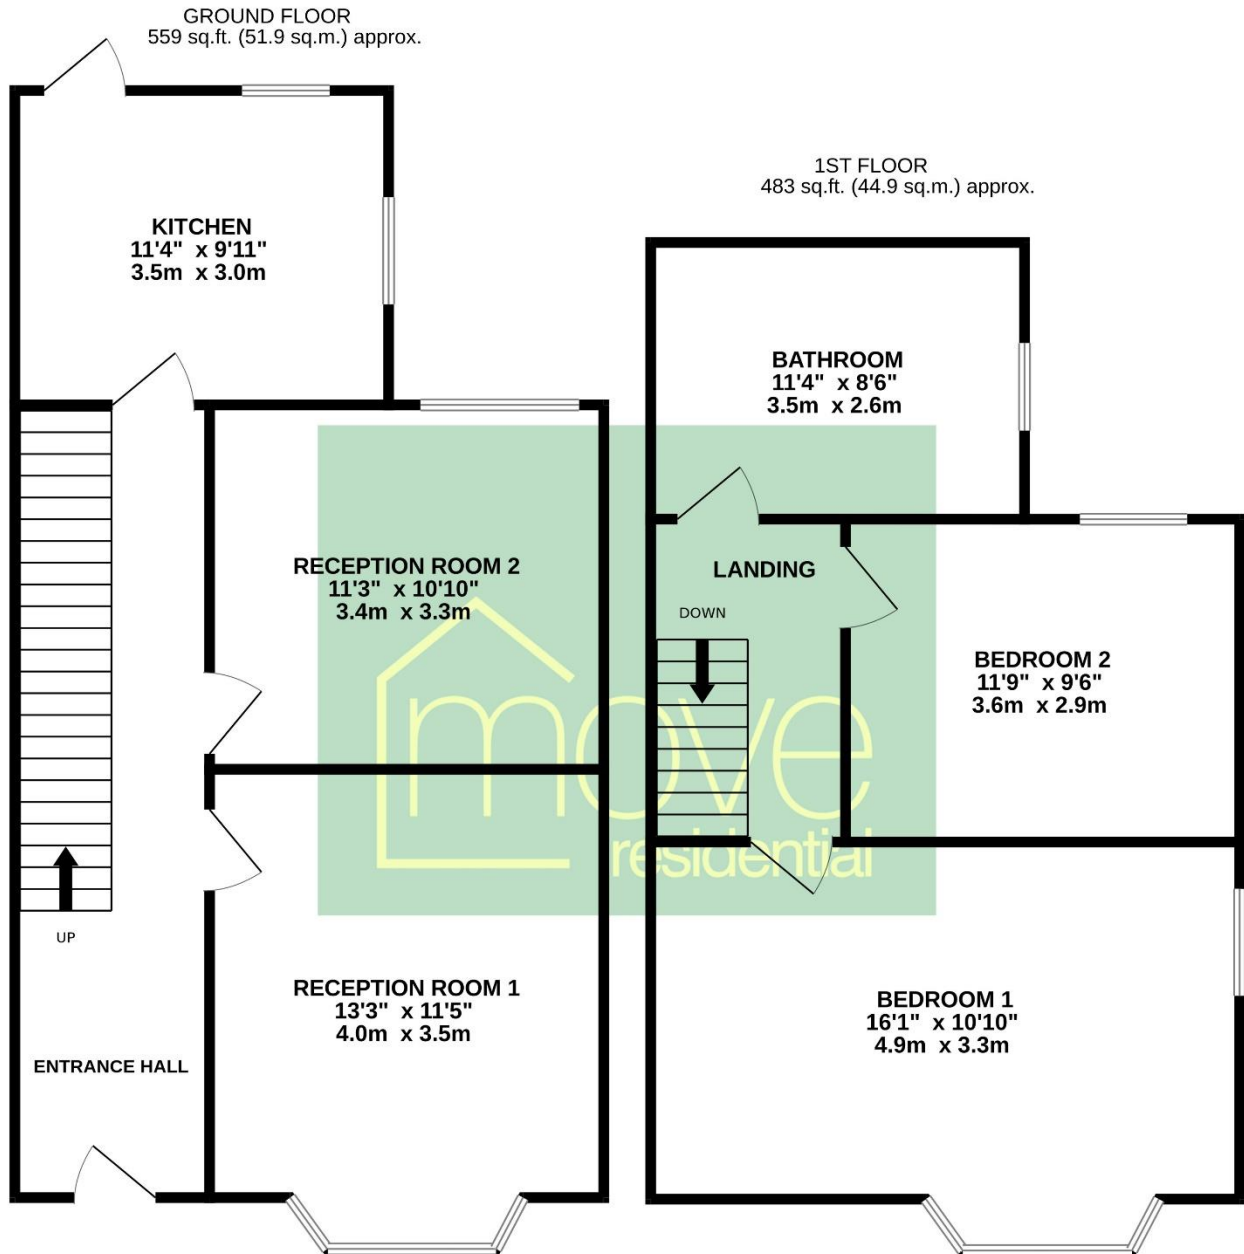 GROUND FLOOR
559 sq.ft. (51.9 sq.m.) approx.
KITCHEN
11'4" x 9'11"
3.5m x 3.0m
RECEPTION ROOM 2
11'3" x 10'10"
3.4m x 3.3m
UP
RECEPTION ROOM 1
13'3" x 11'5"
4.0m x 3.5m
ENTRANCE HALL
1ST FLOOR
483 sq.ft. (44.9 sq.m.) approx.
BATHROOM
11'4" x 8'6"
3.5m x 2.6m
LANDING
DOWN
BEDROOM 2
11'9" x 9'6"
3.6m x 2.9m
BEDROOM 1
16'1" x 10'10"
4.9m x 3.3m
move
residential